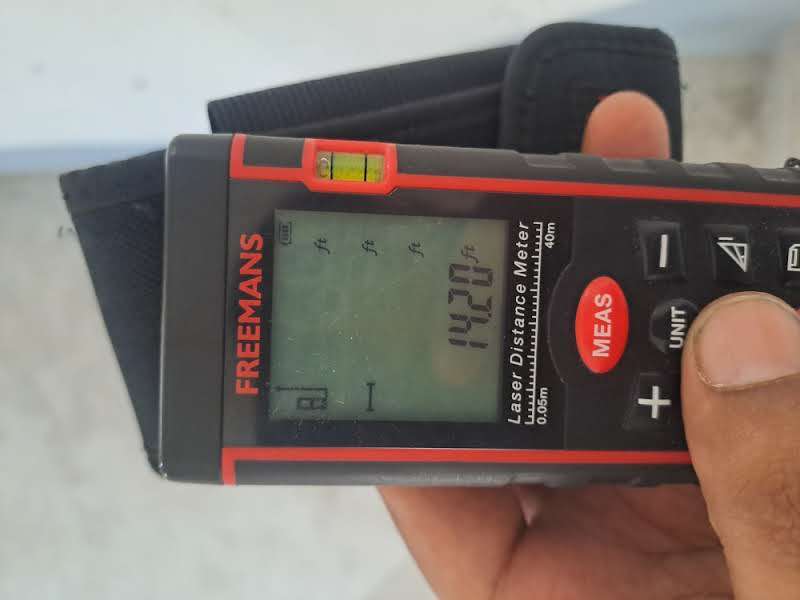 FREEMANS
ft
ft
ft
14.20 ft
Laser Distance Meter
0.05m 40m
MEAS
+ UNIT −